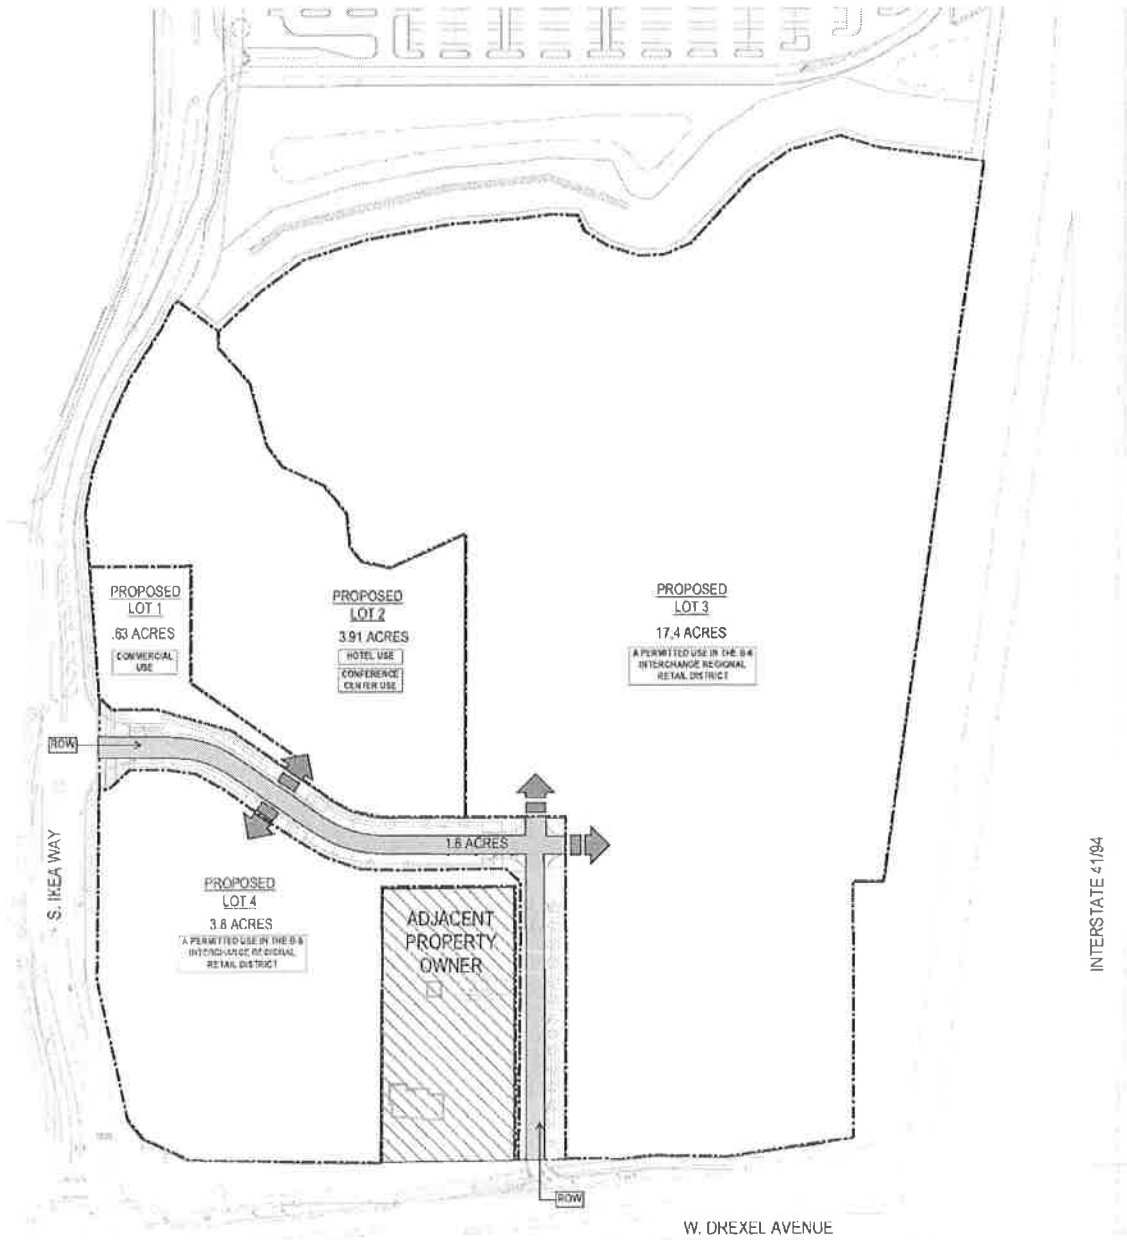 PROPOSED
LOT 1
.63 ACRES
COMMERCIAL
USE
PROPOSED
LOT 2
3.91 ACRES
HOTEL USE
CONFERENCE
CENTER USE
PROPOSED
LOT 3
17.4 ACRES
A PERMITTED USE IN THE B-6
INTERCHANGE REGIONAL
RETAIL DISTRICT
ROW
1.6 ACRES
PROPOSED
LOT 4
3.8 ACRES
A PERMITTED USE IN THE B-6
INTERCHANGE REGIONAL
RETAIL DISTRICT
ADJACENT
PROPERTY
OWNER
S. IKEA WAY
INTERSTATE 41/94
ROW
W. DREXEL AVENUE